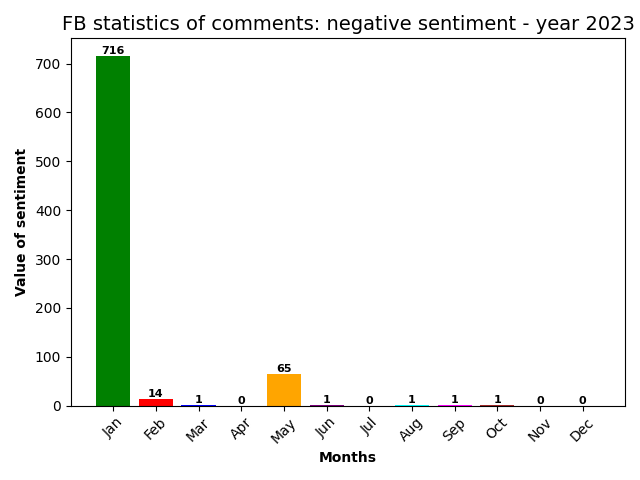 FB statistics of comments: negative sentiment - year 2023
Value of sentiment
700
600
500
400
300
200
100
0
716
14
1
0
65
1
0
1
1
1
0
0
Jan
Feb
Mar
Apr
May
Jun
Jul
Aug
Sep
Oct
Nov
Dec
Months